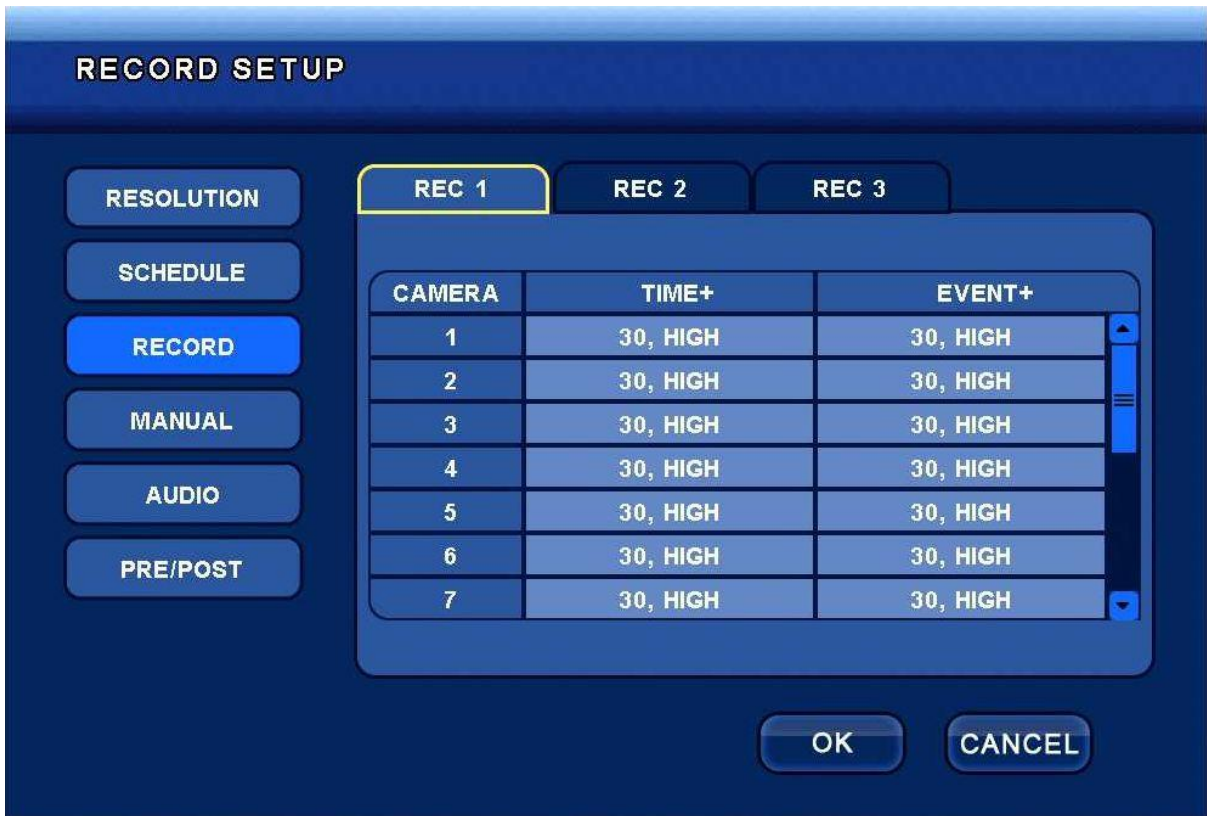 RECORD SETUP
RESOLUTION
SCHEDULE
RECORD
MANUAL
AUDIO
PRE/POST
REC 1 REC 2 REC 3
CAMERA TIME+ EVENT+
1 30, HIGH 30, HIGH
2 30, HIGH 30, HIGH
3 30, HIGH 30, HIGH
4 30, HIGH 30, HIGH
5 30, HIGH 30, HIGH
6 30, HIGH 30, HIGH
7 30, HIGH 30, HIGH
OK CANCEL